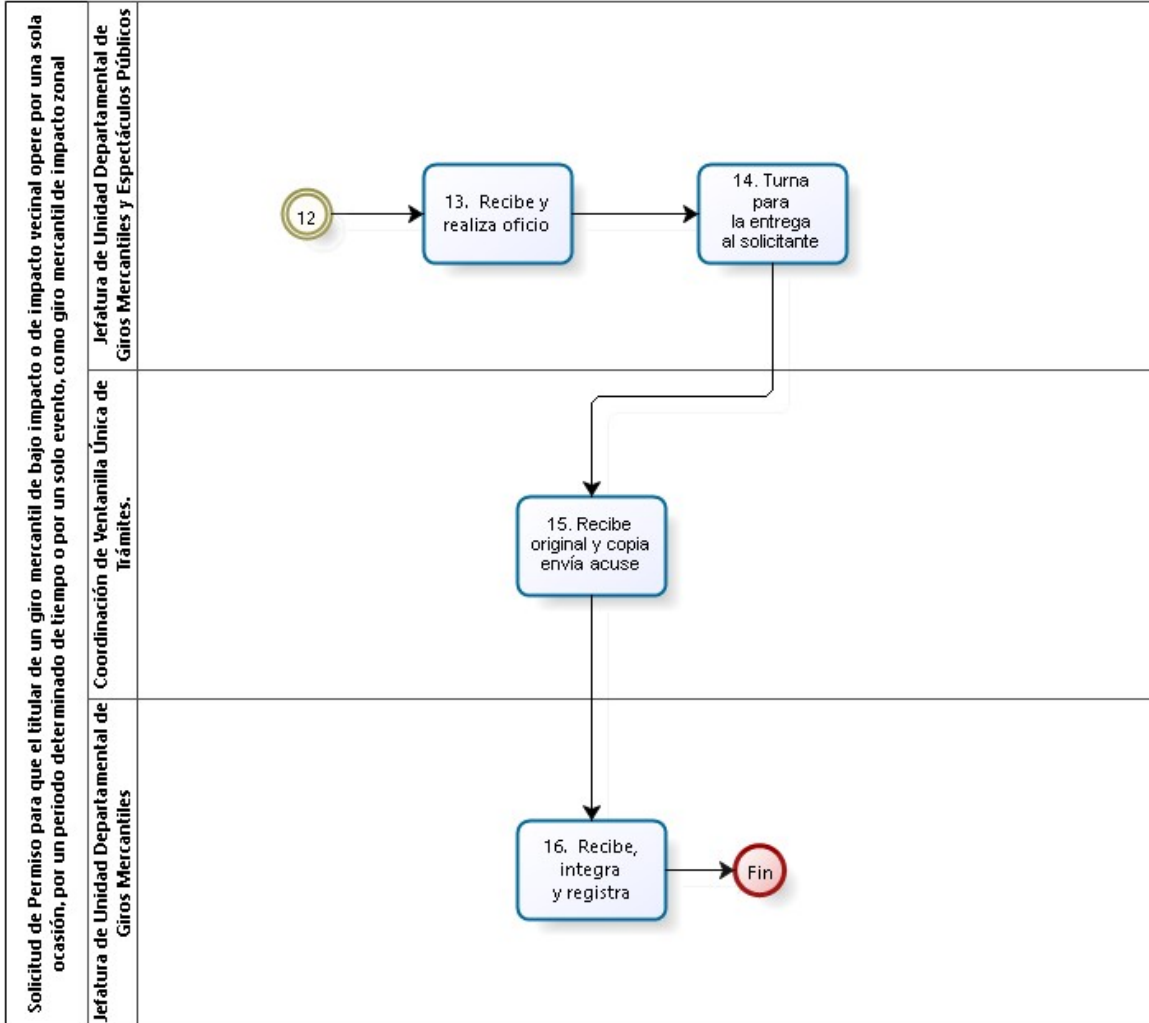 Solicitud de Permiso para que el titular de un giro mercantil de bajo impacto o de impacto vecinal opere por una sola
ocasión, por un periodo determinado de tiempo o por un solo evento, como giro mercantil de impacto zonal
Jefatura de Unidad Departamental de
Giros Mercantiles y Espectáculos Públicos
12
13. Recibe y
realiza oficio
14. Turna
para
la entrega
al solicitante
Coordinación de Ventanilla Única de
Trámites.
15. Recibe
original y copia
envía acuse
Jefatura de Unidad Departamental de
Giros Mercantiles
16. Recibe,
integra
y registra
Fin